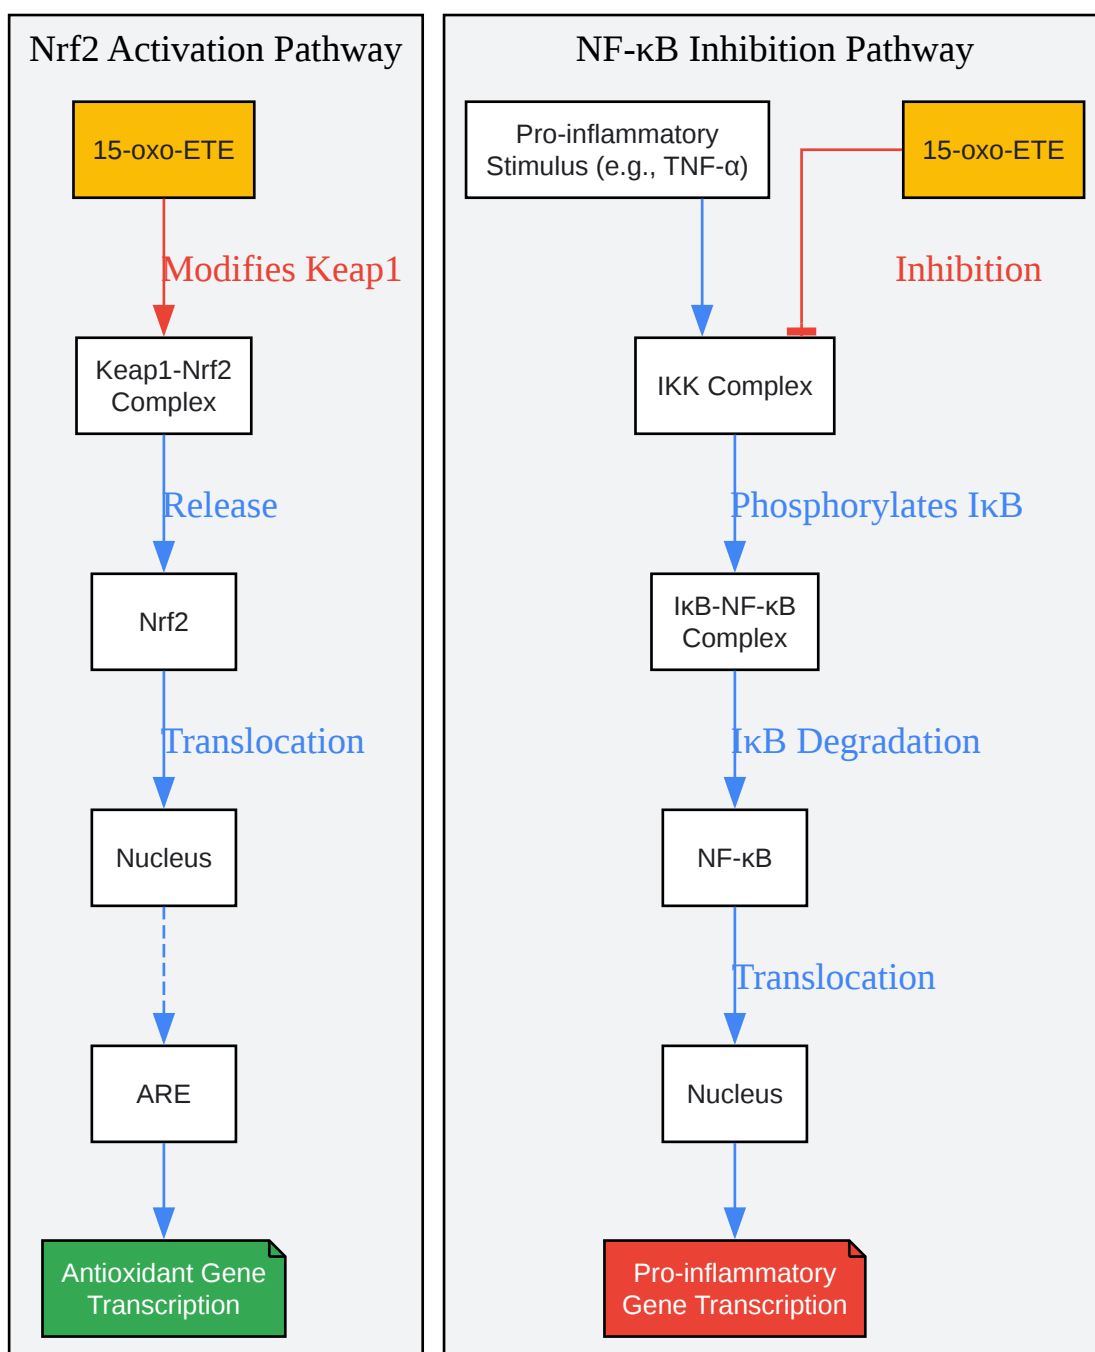 Nrf2 Activation Pathway
15-oxo-ETE
Modifies Keap1
Keap1-Nrf2
Complex
Release
Nrf2
Translocation
Nucleus
ARE
Antioxidant Gene
Transcription
NF-κB Inhibition Pathway
Pro-inflammatory
Stimulus (e.g., TNF-α)
15-oxo-ETE
Inhibition
IKK Complex
Phosphorylates IκB
IκB-NF-κB
Complex
IκB Degradation
NF-κB
Translocation
Nucleus
Pro-inflammatory
Gene Transcription